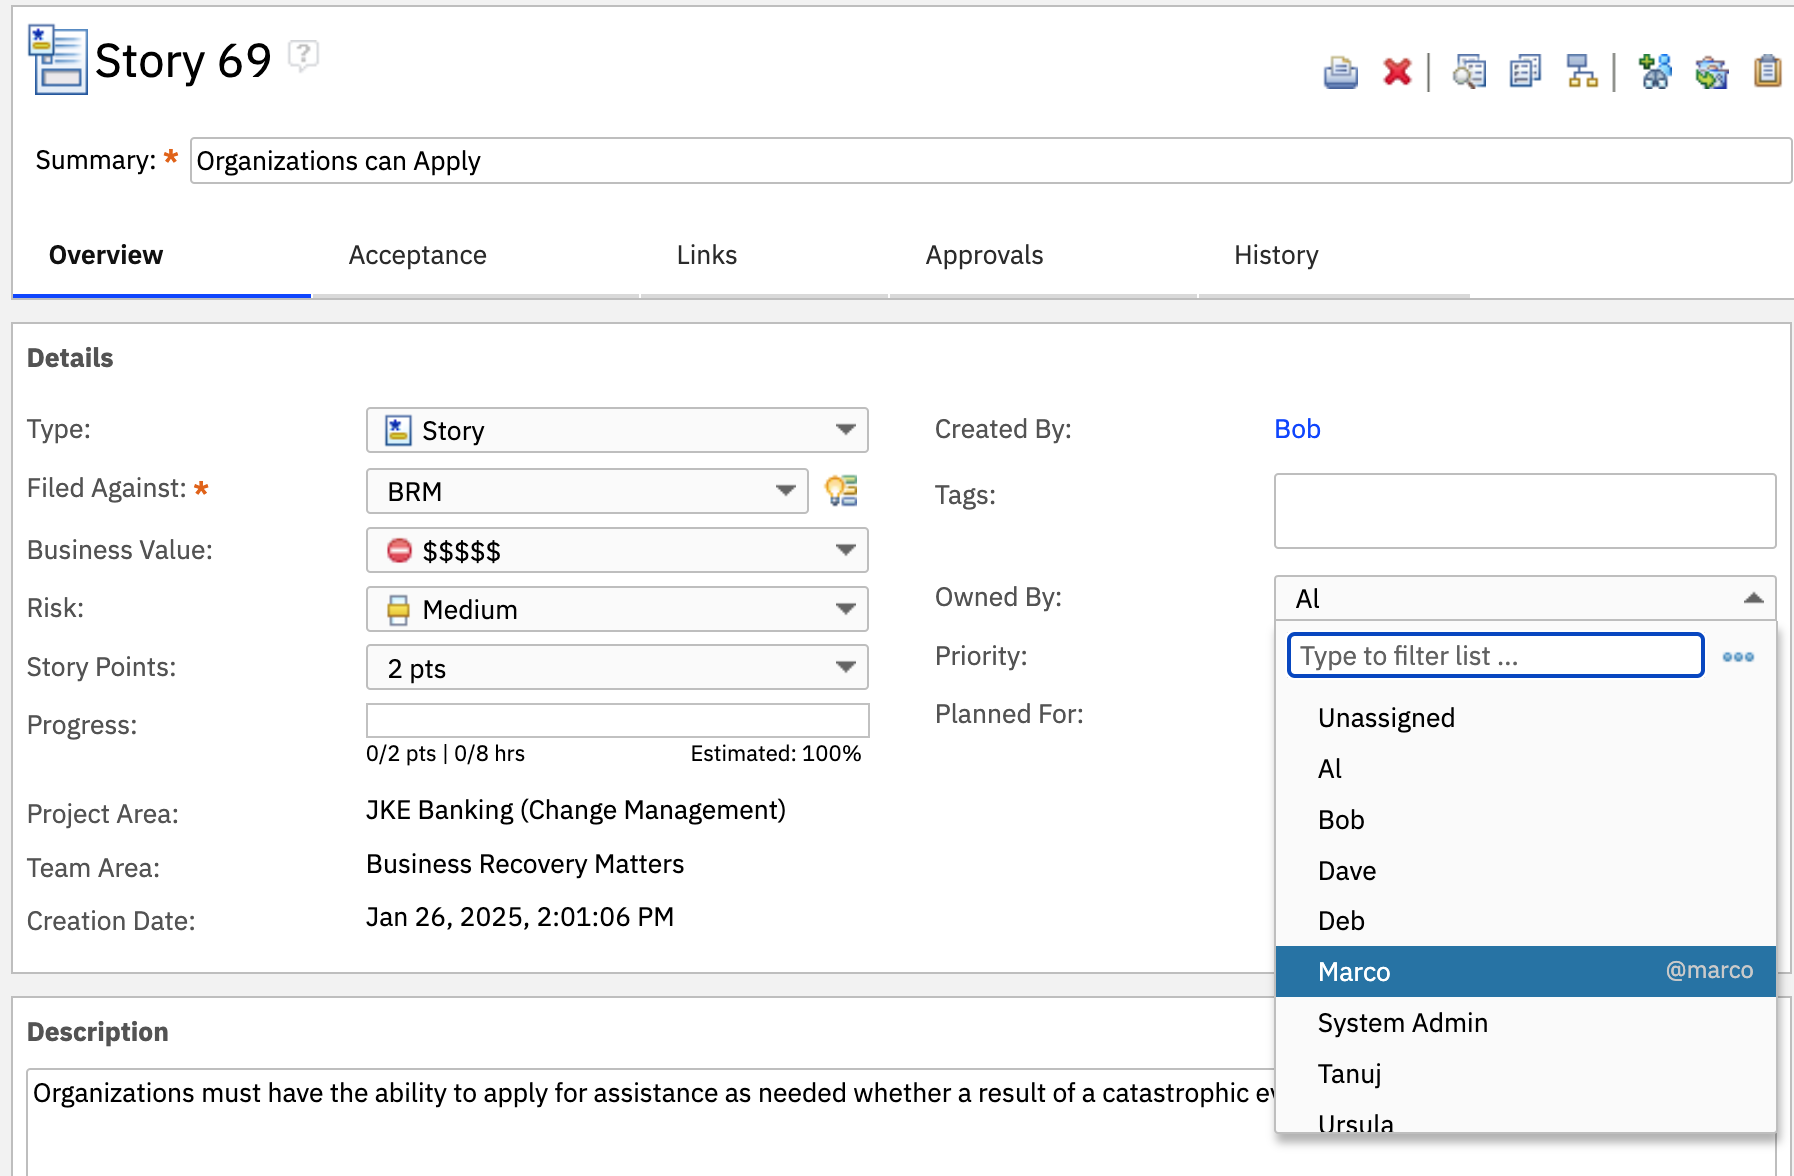 Story 69
Summary: * Organizations can Apply
Overview Acceptance Links Approvals History
Details
Type: Story
Filed Against: * BRM
Business Value: $$$$$
Risk: Medium
Story Points: 2 pts
Progress:
0/2 pts | 0/8 hrs Estimated: 100%
Project Area: JKE Banking (Change Management)
Team Area: Business Recovery Matters
Creation Date: Jan 26, 2025, 2:01:06 PM
Created By: Bob
Tags:
Owned By: Al
Priority:
Planned For:
Type to filter list ...
Unassigned
Al
Bob
Dave
Deb
Marco @marco
System Admin
Tanuj
Ursula
Description
Organizations must have the ability to apply for assistance as needed whether a result of a catastrophic